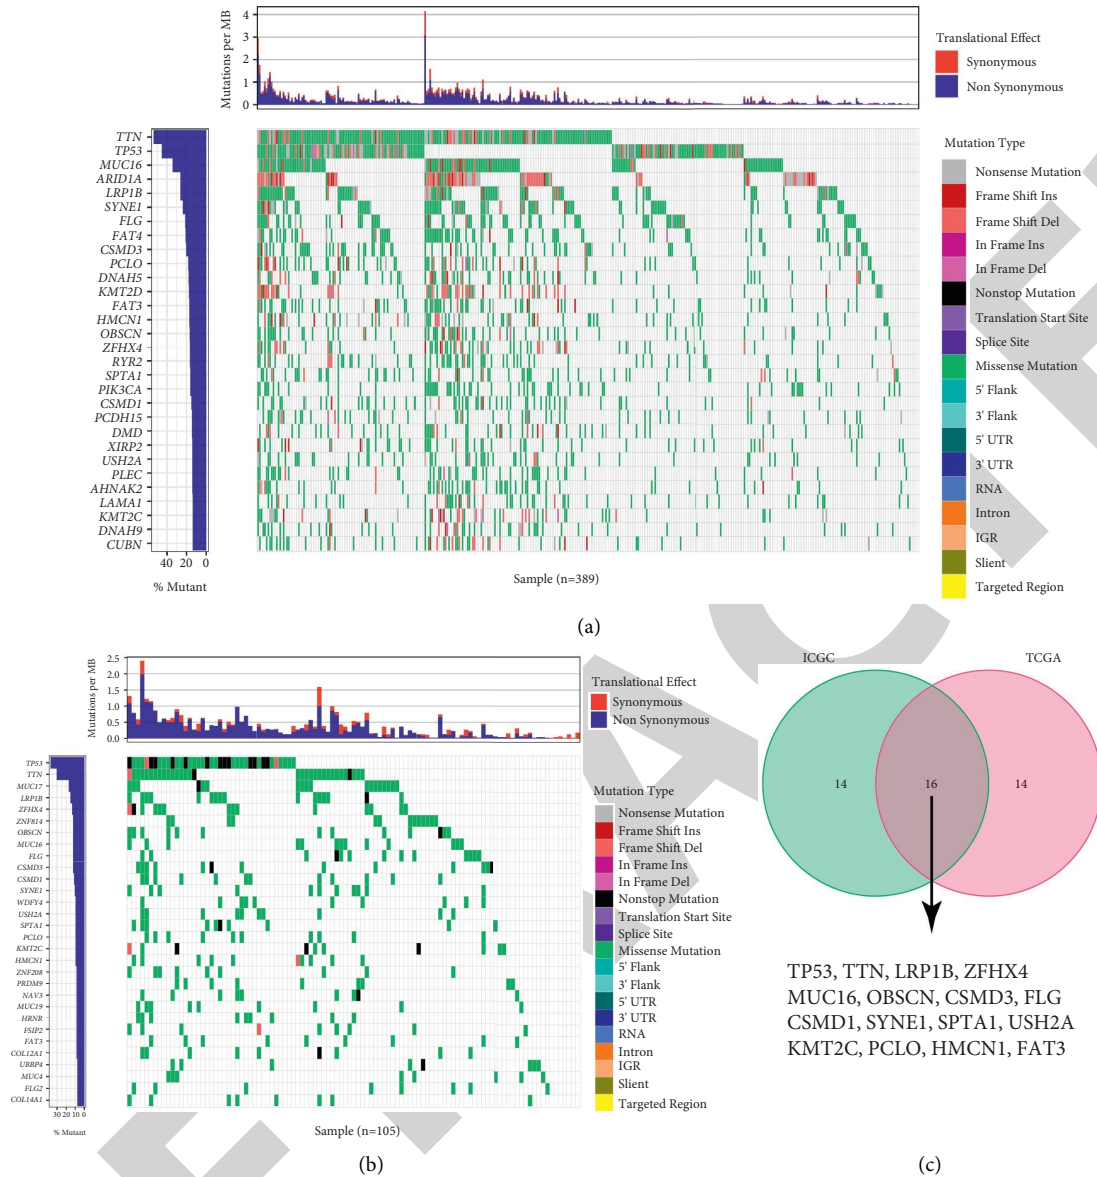 4
3
2
1
0
Mutations per MB
Translational Effect
Synonymous
Non Synonymous
TTN
TP53
MUC16
ARID1A
LRP1B
SYNE1
FLG
FAT4
CSMD3
PCLO
DNAH5
KMT2D
FAT3
HMCN1
OBSCN
ZFHX4
RYR2
SPTA1
PIK3CA
CSMD1
PCDH15
DMD
XIRP2
USH2A
PLEC
AHNAK2
LAMA1
KMT2C
DNAH9
CUBN
40 20 0
% Mutant
Sample (n=389)
Mutation Type
Nonsense Mutation
Frame Shift Ins
Frame Shift Del
In Frame Ins
In Frame Del
Nonstop Mutation
Translation Start Site
Splice Site
Missense Mutation
5' Flank
3' Flank
5' UTR
3' UTR
RNA
Intron
IGR
Slient
Targeted Region
(a)
2.5
2.0
1.5
1.0
0.5
0.0
Mutations per MB
Translational Effect
Synonymous
Non Synonymous
TP53
TTN
MUC17
LRP1B
ZFHX4
ZNF814
OBSCN
MUC16
FLG
CSMD3
CSMD1
SYNE1
WDFY4
USH2A
SPTA1
PCLO
KMT2C
HMCN1
ZNF208
PRDM9
NAV3
MUC19
HRNR
FSIP2
FAT3
COL12A1
UBBP4
MUC4
FLG2
COL14A1
30 20 10 0
% Mutant
Sample (n=105)
Mutation Type
Nonsense Mutation
Frame Shift Ins
Frame Shift Del
In Frame Ins
In Frame Del
Nonstop Mutation
Translation Start Site
Splice Site
Missense Mutation
5' Flank
3' Flank
5' UTR
3' UTR
RNA
Intron
IGR
Slient
Targeted Region
(b)
ICGC
TCGA
14
16
14
TP53, TTN, LRP1B, ZFHX4
MUC16, OBSCN, CSMD3, FLG
CSMD1, SYNE1, SPTA1, USH2A
KMT2C, PCLO, HMCN1, FAT3
(c)